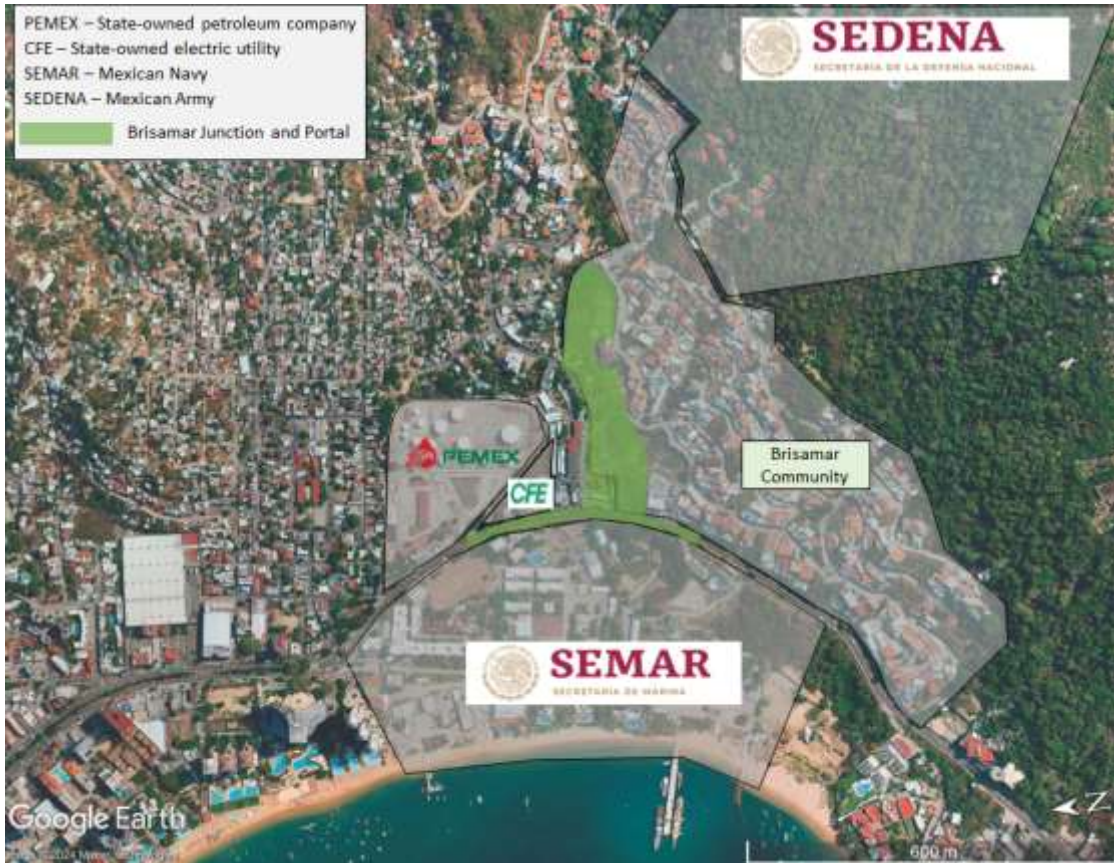 PEMEX – State-owned petroleum company
CFE – State-owned electric utility
SEMAR – Mexican Navy
SEDENA – Mexican Army
Brisamar Junction and Portal
SEDENA
SECRETARÍA DE LA DEFENSA NACIONAL
PEMEX
CFE
Brisamar
Community
SEMAR
SECRETARÍA DE MARINA
Google Earth
Z
600 m